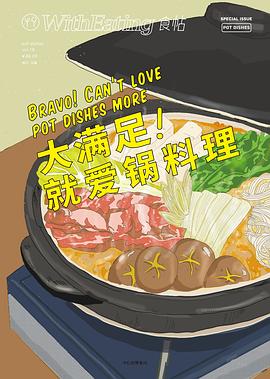 WithEating 食帖
SPECIAL ISSUE
POT DISHES
BRAVO! CAN'T LOVE
POT DISHES MORE
大满足!
就爱锅料理